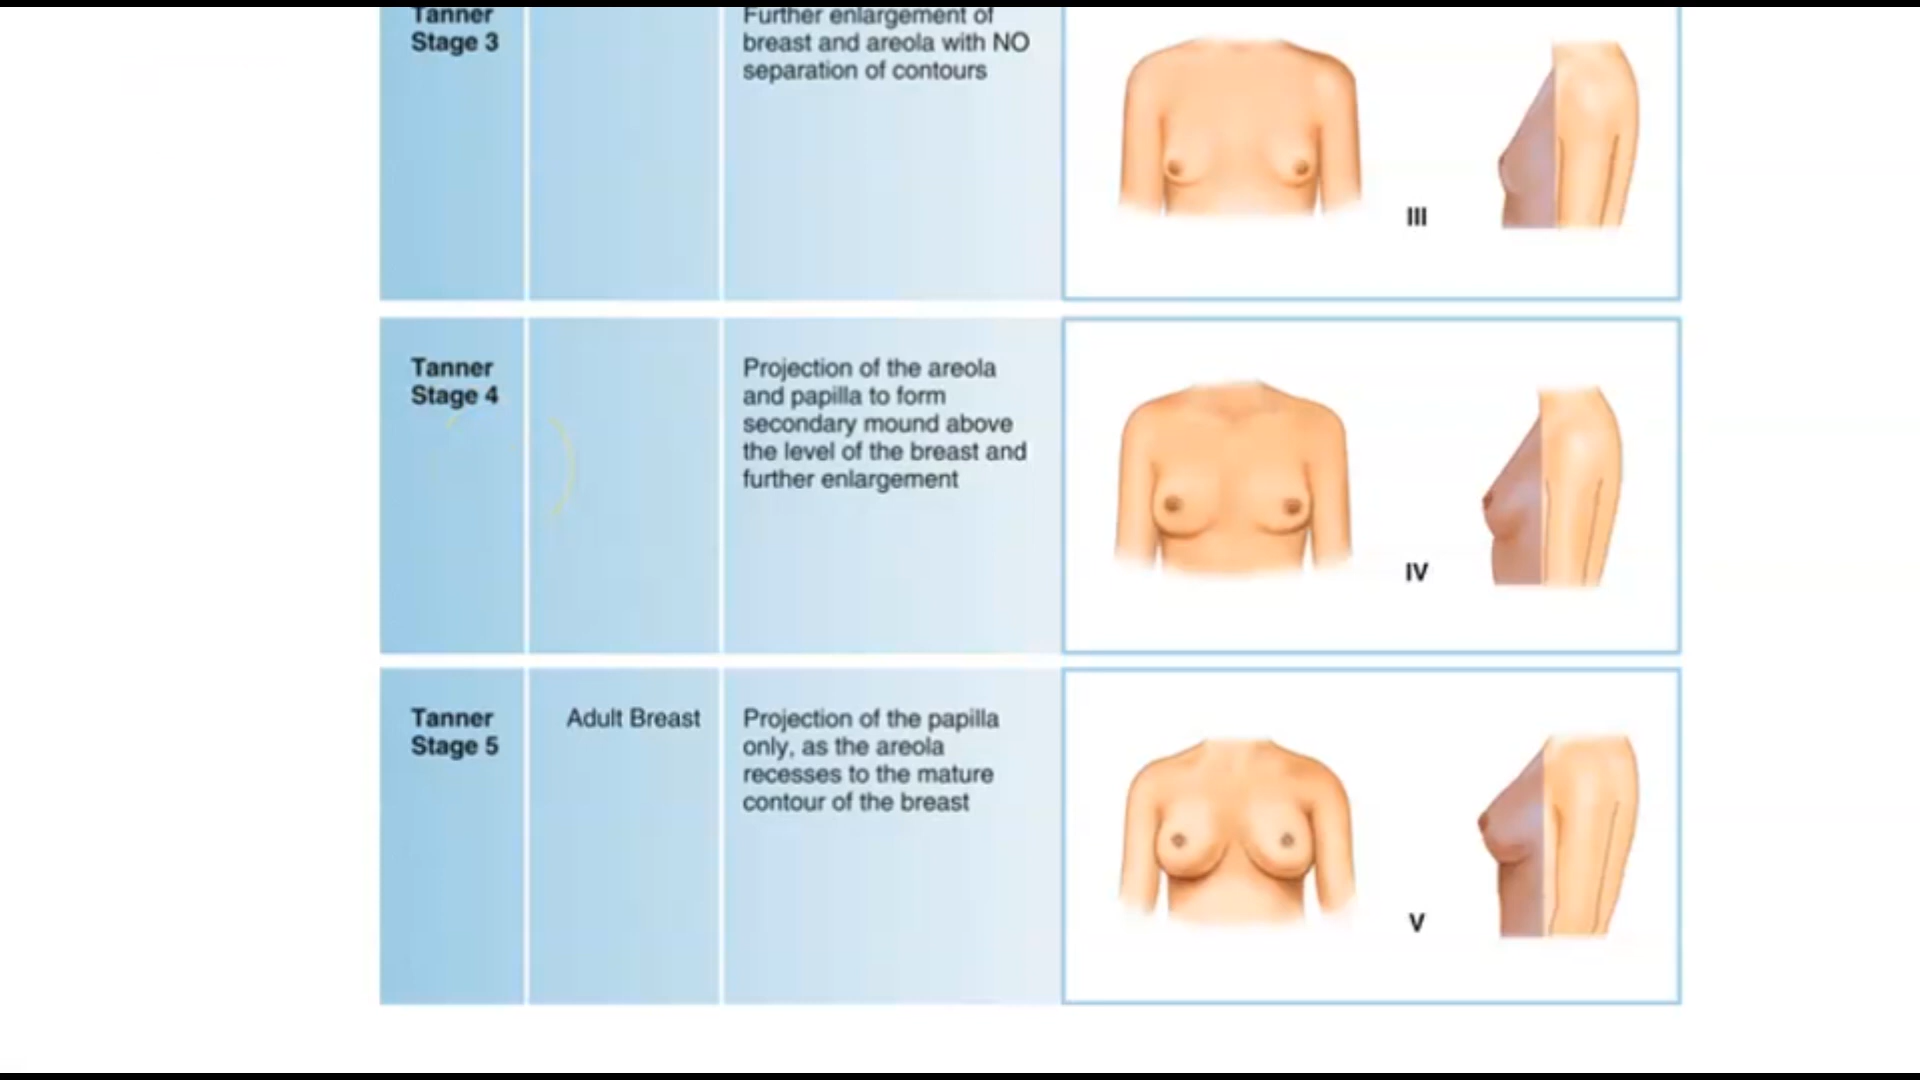 Tanner
Stage 3
Further enlargement of
breast and areola with NO
separation of contours
III
Tanner
Stage 4
Projection of the areola
and papilla to form
secondary mound above
the level of the breast and
further enlargement
IV
Tanner
Stage 5
Adult Breast
Projection of the papilla
only, as the areola
recesses to the mature
contour of the breast
V